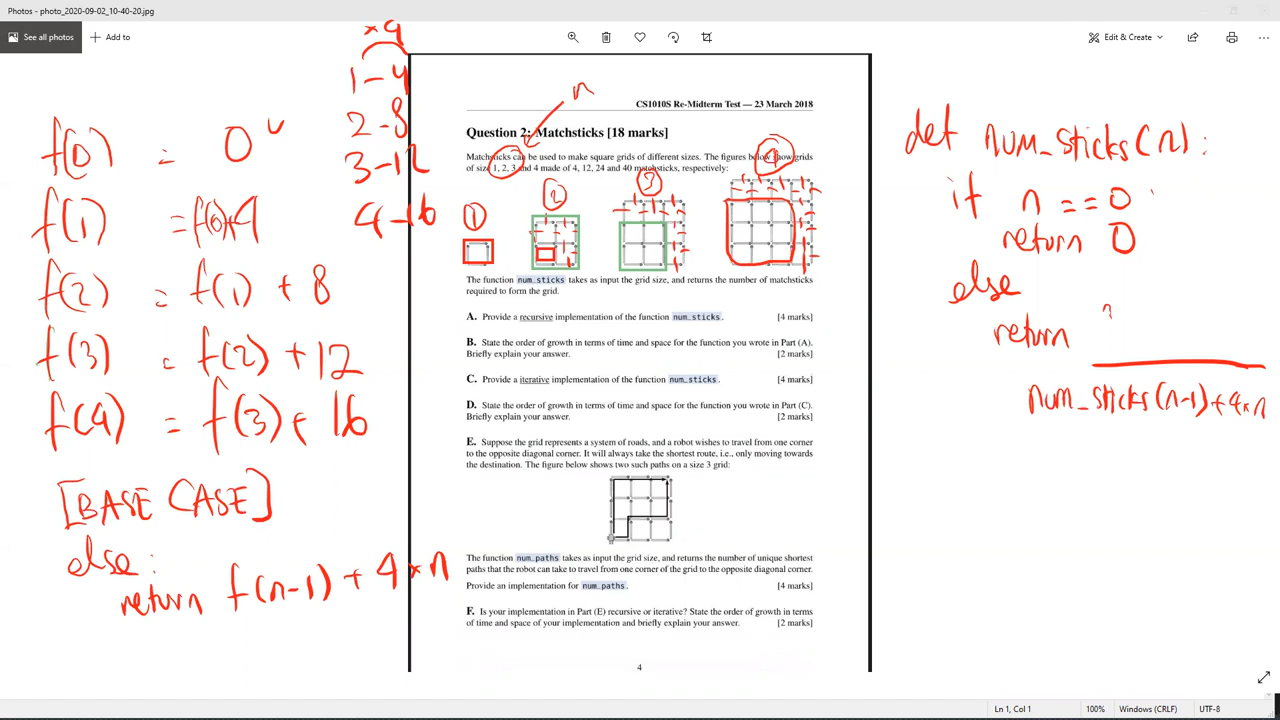 Photos - photo_2020-09-02_10-40-20.jpg
See all photos
Add to
Edit & Create
f(0) = 0
f(1) = f(0)+4
f(2) = f(1) + 8
f(3) = f(2) + 12
f(4) = f(3) + 16
[BASE CASE]
else:
return f(n-1) + 4 × n
×4
1 - 4
2 - 8
3 - 12
4 - 16
n
CS1010S Re-Midterm Test — 23 March 2018
Question 2: Matchsticks [18 marks]
Matchsticks can be used to make square grids of different sizes. The figures below show grids
of size 1, 2, 3, and 4 made of 4, 12, 24 and 40 matchsticks, respectively:
1
2
3
4
The function num_sticks takes as input the grid size, and returns the number of matchsticks
required to form the grid.
A. Provide a recursive implementation of the function num_sticks. [4 marks]
B. State the order of growth in terms of time and space for the function you wrote in Part (A).
Briefly explain your answer. [2 marks]
C. Provide a iterative implementation of the function num_sticks. [4 marks]
D. State the order of growth in terms of time and space for the function you wrote in Part (C).
Briefly explain your answer. [2 marks]
E. Suppose the grid represents a system of roads, and a robot wishes to travel from one corner
to the opposite diagonal corner. It will always take the shortest route, i.e., only moving towards
the destination. The figure below shows two such paths on a size 3 grid:
The function num_paths takes as input the grid size, and returns the number of unique shortest
paths that the robot can take to travel from one corner of the grid to the opposite diagonal corner.
Provide an implementation for num_paths. [4 marks]
F. Is your implementation in Part (E) recursive or iterative? State the order of growth in terms
of time and space of your implementation and briefly explain your answer. [2 marks]
4
def num_sticks(n):
if n == 0
return 0
else
return ?
num_sticks(n-1)+4×n
Ln 1, Col 1
100%
Windows (CRLF)
UTF-8